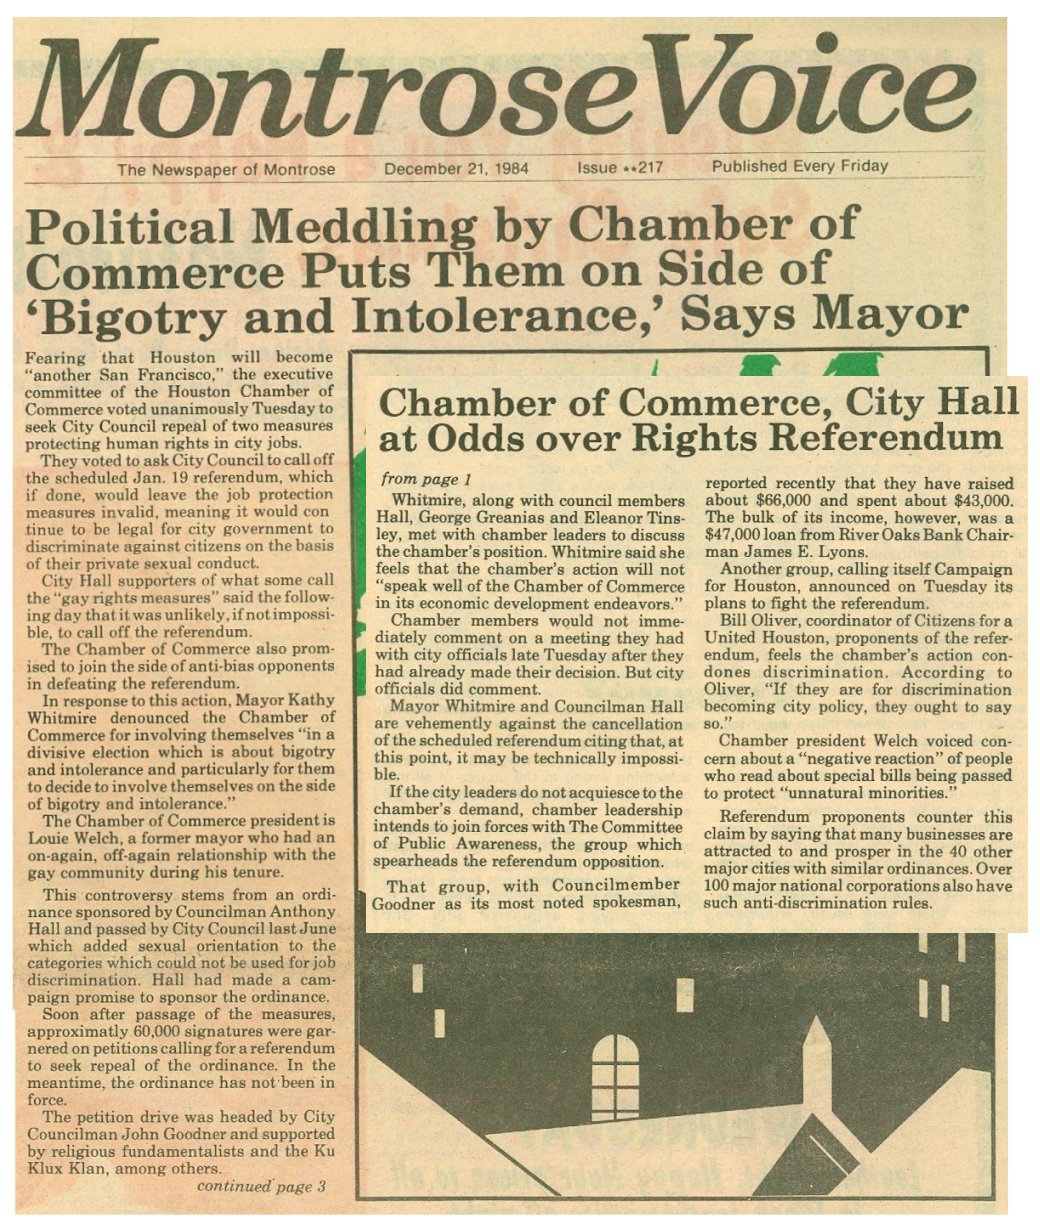 Montrose Voice
The Newspaper of Montrose December 21, 1984 Issue **217 Published Every Friday
Political Meddling by Chamber of
Commerce Puts Them on Side of
‘Bigotry and Intolerance,’ Says Mayor
Fearing that Houston will become
“another San Francisco,” the executive
committee of the Houston Chamber of
Commerce voted unanimously Tuesday to
seek City Council repeal of two measures
protecting human rights in city jobs.
They voted to ask City Council to call off
the scheduled Jan. 19 referendum, which
if done, would leave the job protection
measures invalid, meaning it would con
tinue to be legal for city government to
discriminate against citizens on the basis
of their private sexual conduct.
City Hall supporters of what some call
the “gay rights measures” said the follow-
ing day that it was unlikely, if not impossi-
ble, to call off the referendum.
The Chamber of Commerce also prom-
ised to join the side of anti-bias opponents
in defeating the referendum.
In response to this action, Mayor Kathy
Whitmire denounced the Chamber of
Commerce for involving themselves “in a
divisive election which is about bigotry
and intolerance and particularly for them
to decide to involve themselves on the side
of bigotry and intolerance.”
The Chamber of Commerce president is
Louie Welch, a former mayor who had an
on-again, off-again relationship with the
gay community during his tenure.
This controversy stems from an ordi-
nance sponsored by Councilman Anthony
Hall and passed by City Council last June
which added sexual orientation to the
categories which could not be used for job
discrimination. Hall had made a cam-
paign promise to sponsor the ordinance.
Soon after passage of the measures,
approximatly 60,000 signatures were gar-
nered on petitions calling for a referendum
to seek repeal of the ordinance. In the
meantime, the ordinance has not been in
force.
The petition drive was headed by City
Councilman John Goodner and supported
by religious fundamentalists and the Ku
Klux Klan, among others.
continued page 3
Chamber of Commerce, City Hall
at Odds over Rights Referendum
from page 1
Whitmire, along with council members
Hall, George Greanias and Eleanor Tins-
ley, met with chamber leaders to discuss
the chamber’s position. Whitmire said she
feels that the chamber’s action will not
“speak well of the Chamber of Commerce
in its economic development endeavors.”
Chamber members would not imme-
diately comment on a meeting they had
with city officials late Tuesday after they
had already made their decision. But city
officials did comment.
Mayor Whitmire and Councilman Hall
are vehemently against the cancellation
of the scheduled referendum citing that, at
this point, it may be technically impossi-
ble.
If the city leaders do not acquiesce to the
chamber’s demand, chamber leadership
intends to join forces with The Committee
of Public Awareness, the group which
spearheads the referendum opposition.
That group, with Councilmember
Goodner as its most noted spokesman,
reported recently that they have raised
about $66,000 and spent about $43,000.
The bulk of its income, however, was a
$47,000 loan from River Oaks Bank Chair-
man James E. Lyons.
Another group, calling itself Campaign
for Houston, announced on Tuesday its
plans to fight the referendum.
Bill Oliver, coordinator of Citizens for a
United Houston, proponents of the refer-
endum, feels the chamber’s action con-
dones discrimination. According to
Oliver, “If they are for discrimination
becoming city policy, they ought to say
so.”
Chamber president Welch voiced con-
cern about a “negative reaction” of people
who read about special bills being passed
to protect “unnatural minorities.”
Referendum proponents counter this
claim by saying that many businesses are
attracted to and prosper in the 40 other
major cities with similar ordinances. Over
100 major national corporations also have
such anti-discrimination rules.